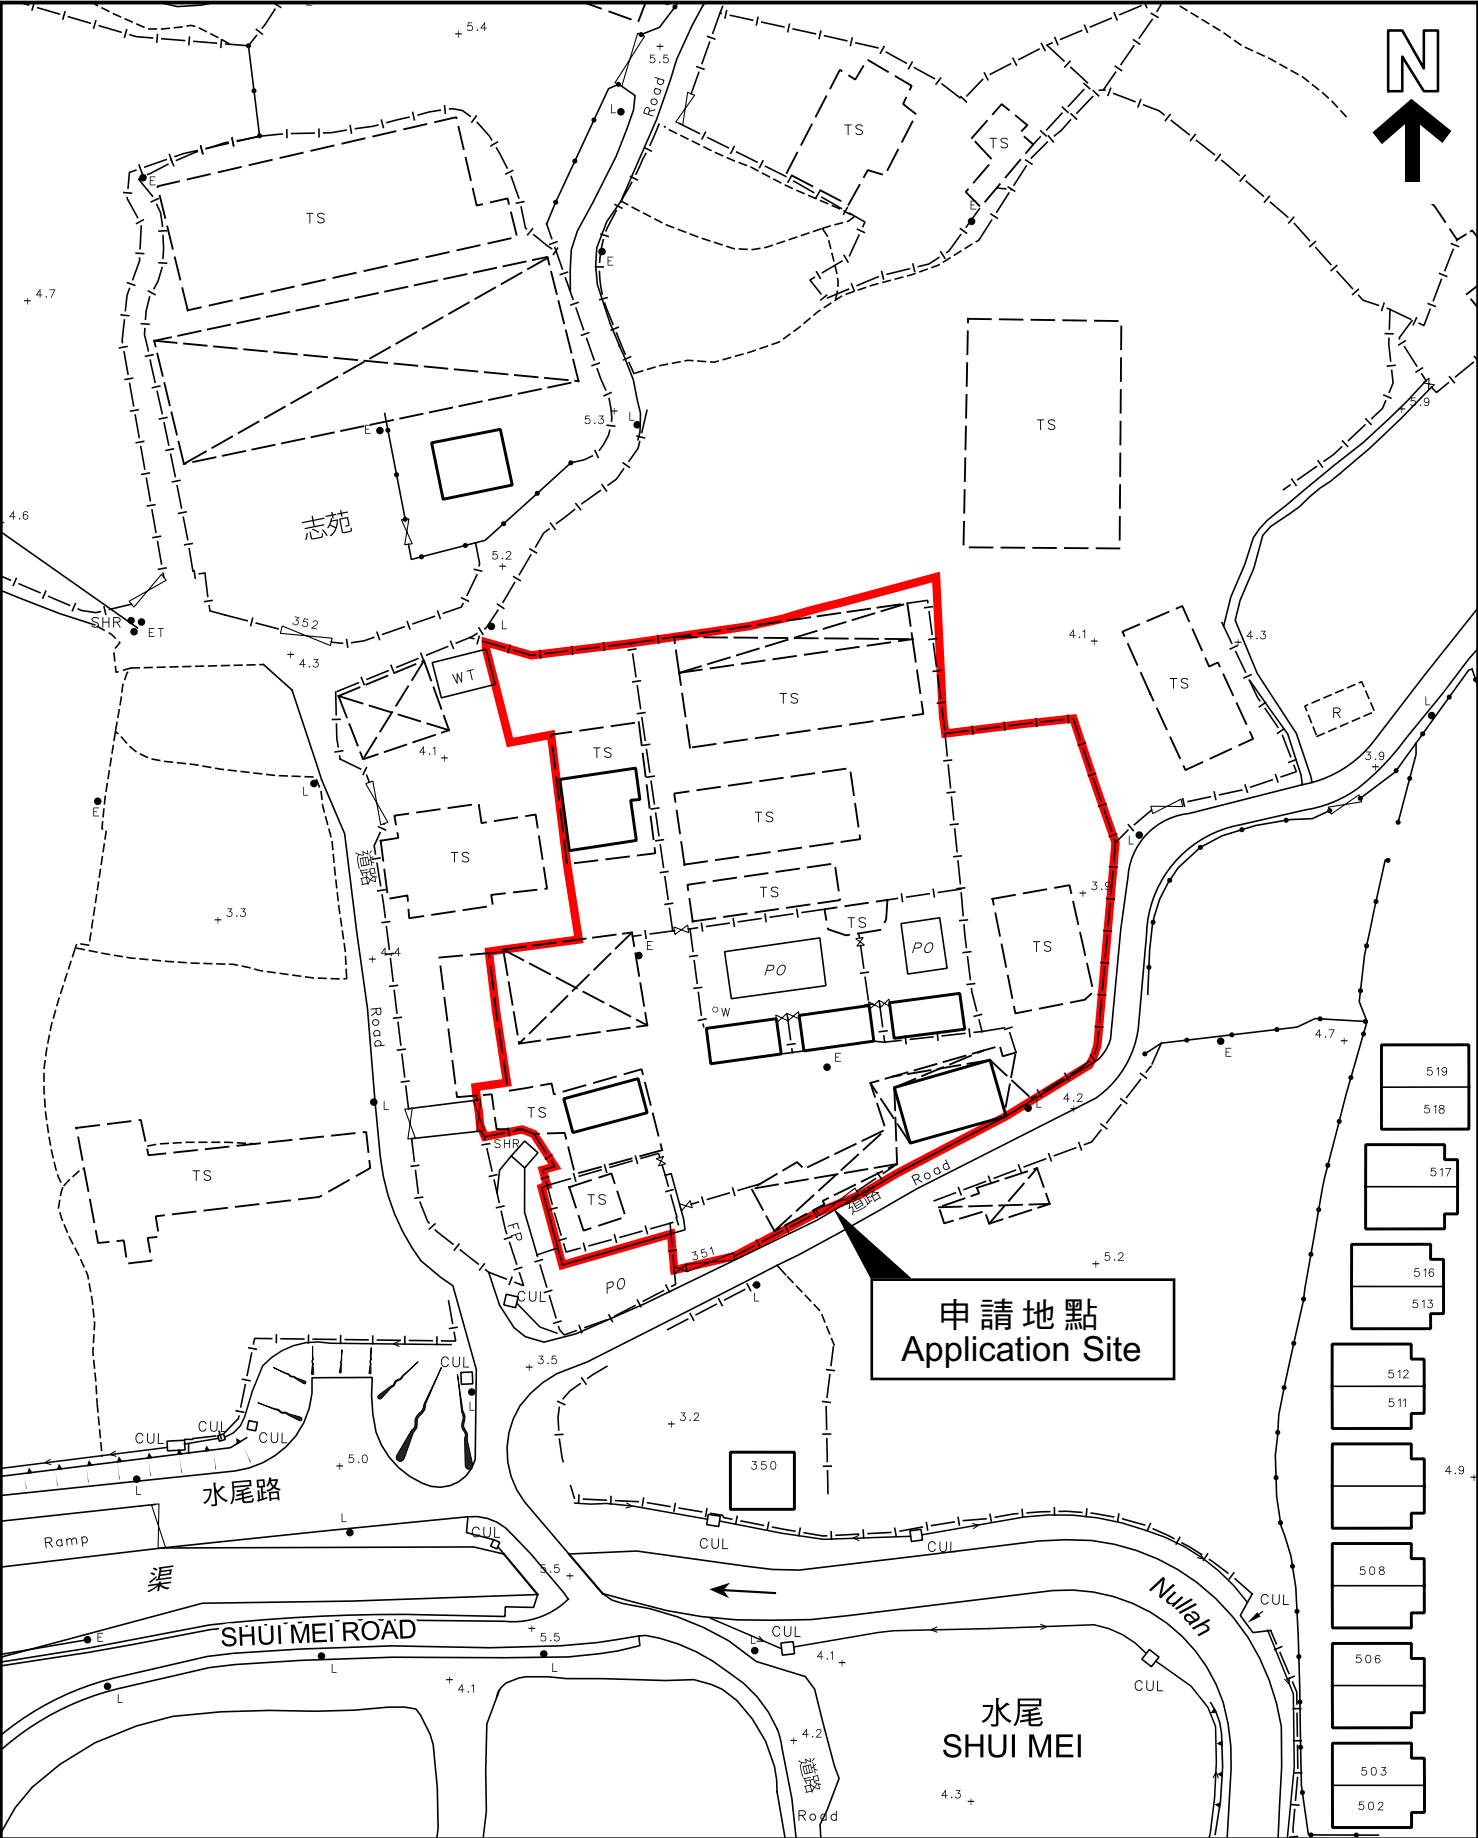 5.4
5.5
Road
L
N
TS
TS
E
E
TS
E
4.7
5.3
L
5.9
E
TS
4.6
志苑
5.2
SHR
ET
352
L
4.3
4.1
4.3
WT
TS
TS
R
L
4.1
TS
3.9
L
E
TS
L
道路
TS
TS
3.9
3.3
TS
E
PO
PO
TS
4.4
Road
W
4.7
E
E
519
L
4.2
L
518
TS
SHR
517
TS
TS
Road
道路
FP
351
5.2
PO
516
CUL
L
513
申請地點
Application Site
3.5
CUL
512
L
511
3.2
CUL
CUL
CUL
5.0
350
4.9
水尾路
L
L
CUL
Ramp
CUL
CUL
渠
5.5
508
Nullah
CUL
SHUI MEI ROAD
E
5.5
L
CUL
4.1
506
L
L
4.1
CUL
L
水尾
SHUI MEI
4.2
道路
503
4.3
Road
502